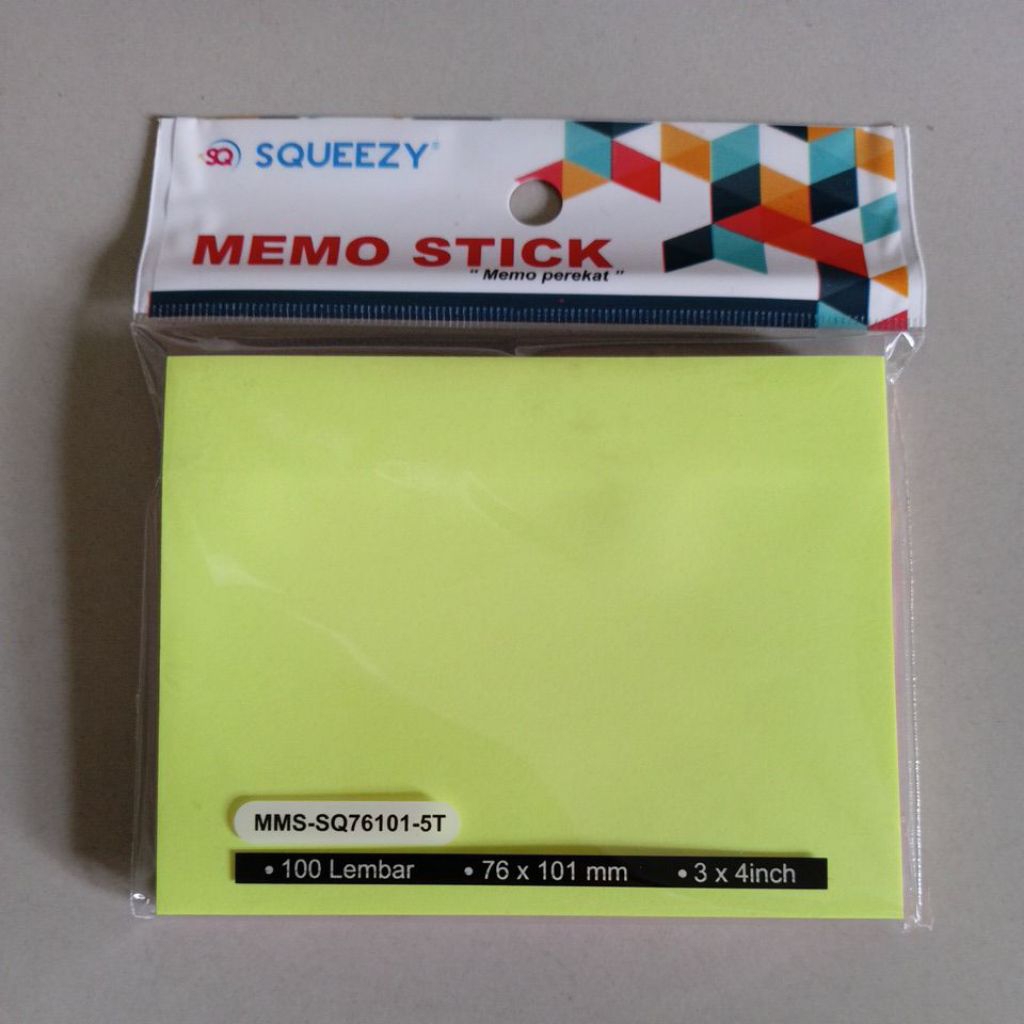 SQ SQUEEZY®
MEMO STICK
" Memo perekat "
MMS-SQ76101-5T
• 100 Lembar • 76 x 101 mm • 3 x 4inch